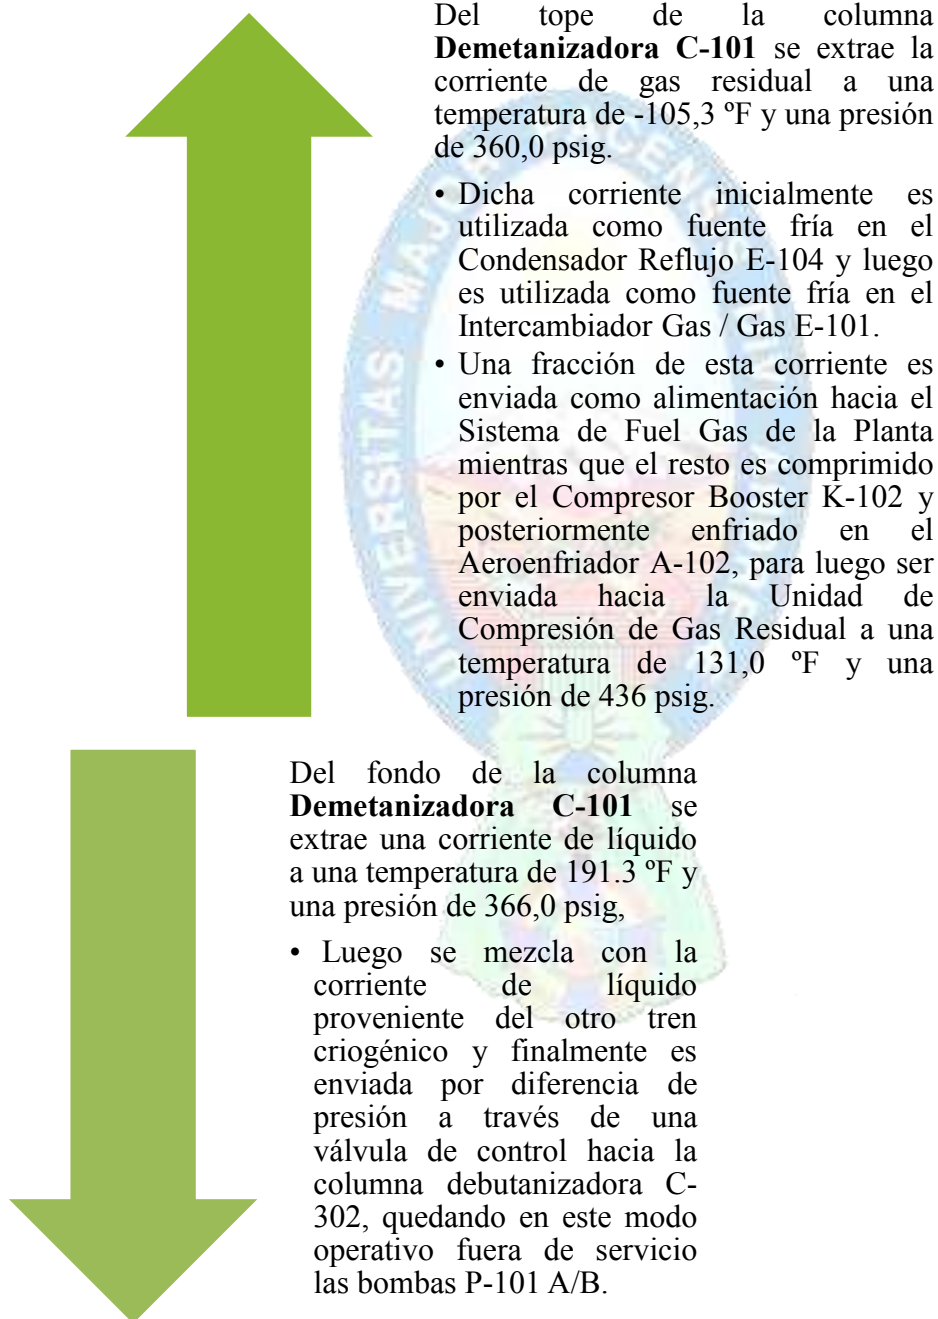 Del tope de la columna
Demetanizadora C-101 se extrae la
corriente de gas residual a una
temperatura de -105,3 ºF y una presión
de 360,0 psig.
• Dicha corriente inicialmente es
utilizada como fuente fría en el
Condensador Reflujo E-104 y luego
es utilizada como fuente fría en el
Intercambiador Gas / Gas E-101.
• Una fracción de esta corriente es
enviada como alimentación hacia el
Sistema de Fuel Gas de la Planta
mientras que el resto es comprimido
por el Compresor Booster K-102 y
posteriormente enfriado en el
Aeroenfriador A-102, para luego ser
enviada hacia la Unidad de
Compresión de Gas Residual a una
temperatura de 131,0 ºF y una
presión de 436 psig.
Del fondo de la columna
Demetanizadora C-101 se
extrae una corriente de líquido
a una temperatura de 191.3 ºF y
una presión de 366,0 psig,
• Luego se mezcla con la
corriente de líquido
proveniente del otro tren
criogénico y finalmente es
enviada por diferencia de
presión a través de una
válvula de control hacia la
columna debutanizadora C-
302, quedando en este modo
operativo fuera de servicio
las bombas P-101 A/B.
UNIVERSITAS MAJOR